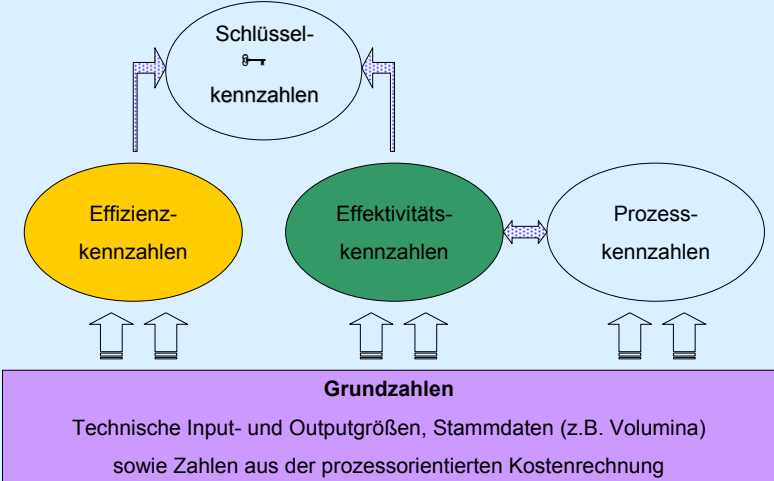 Schlüssel-
kennzahlen
Effizienz-
kennzahlen
Effektivitäts-
kennzahlen
Prozess-
kennzahlen
Grundzahlen
Technische Input- und Outputgrößen, Stammdaten (z.B. Volumina)
sowie Zahlen aus der prozessorientierten Kostenrechnung